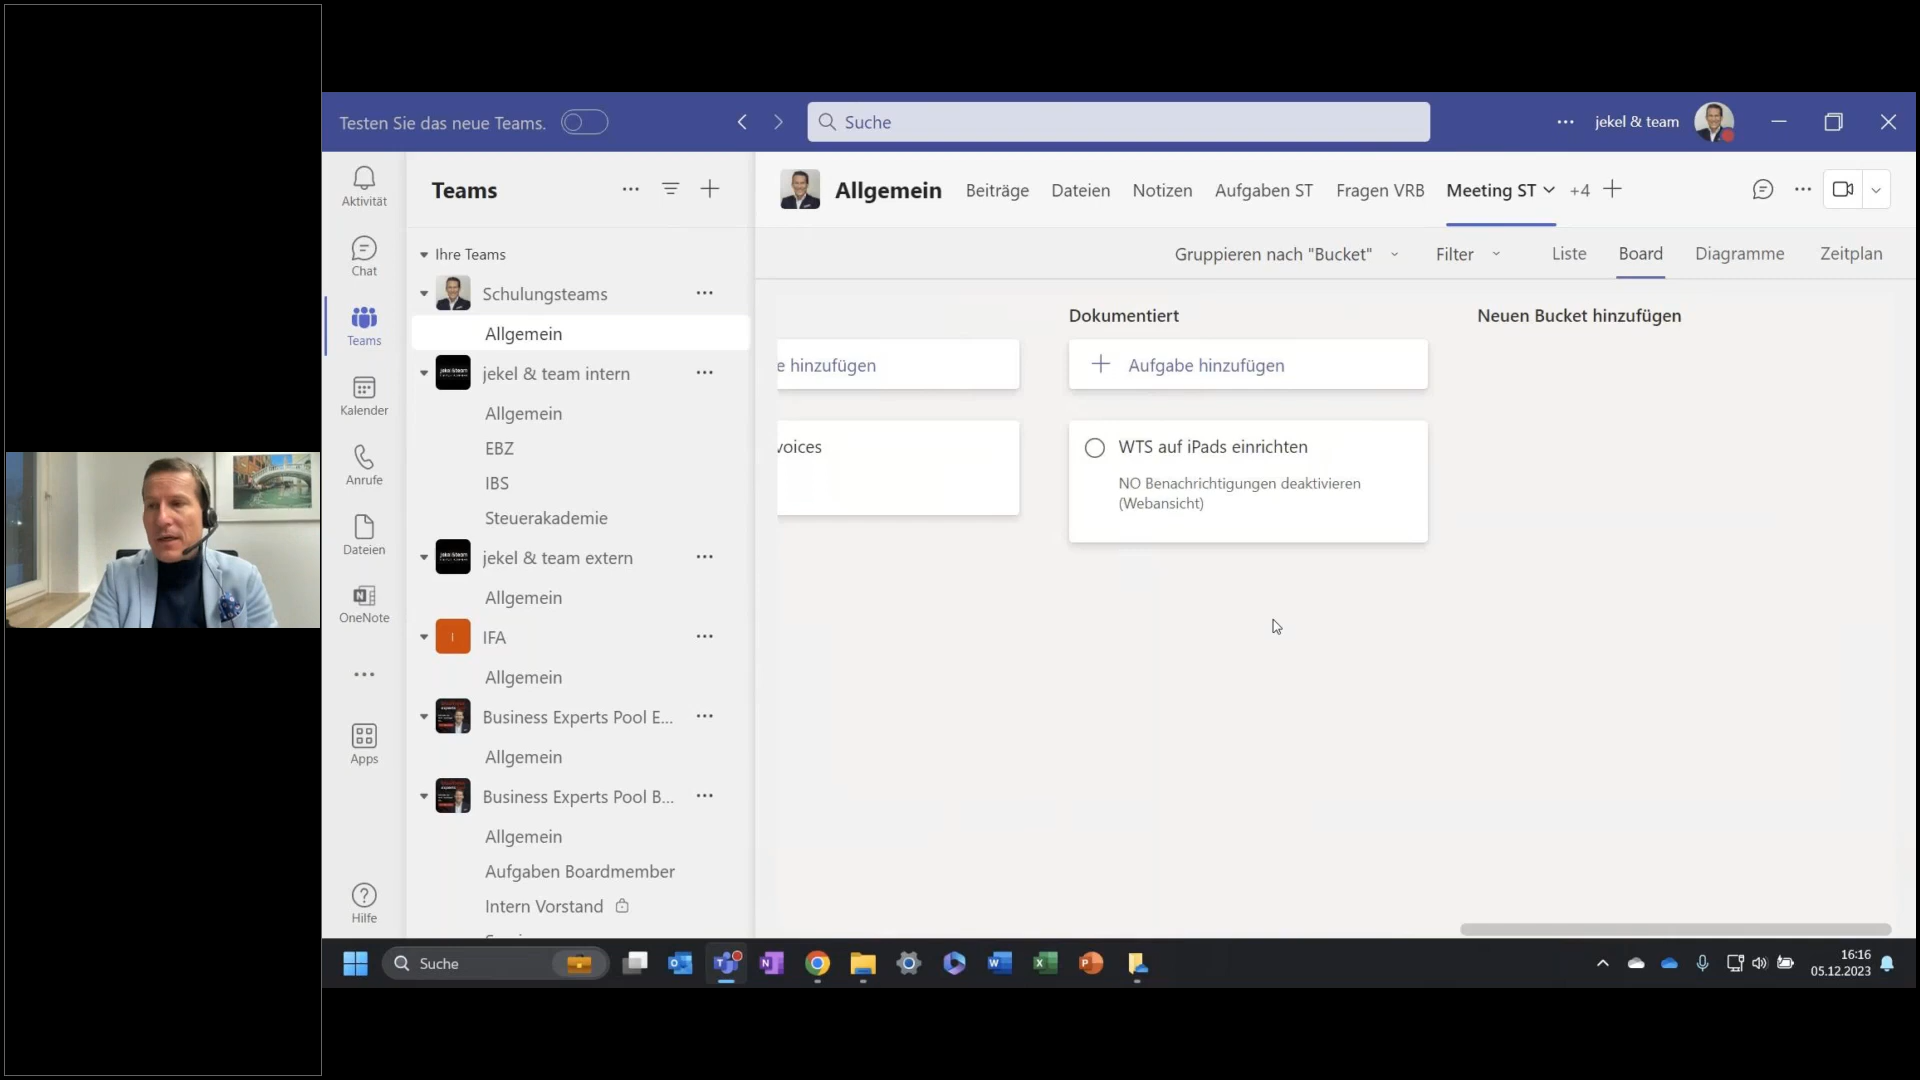 Testen Sie das neue Teams.
Suche
jekel & team
Aktivität
Chat
Teams
Kalender
Anrufe
Dateien
OneNote
Apps
Hilfe
Teams
Ihre Teams
Schulungsteams
Allgemein
jekel & team intern
Allgemein
EBZ
IBS
Steuerakademie
jekel & team extern
Allgemein
I
IFA
Allgemein
Business Experts Pool E...
Allgemein
Business Experts Pool B...
Allgemein
Aufgaben Boardmember
Intern Vorstand
Allgemein Beiträge Dateien Notizen Aufgaben ST Fragen VRB Meeting ST +4
Gruppieren nach "Bucket" Filter Liste Board Diagramme Zeitplan
Dokumentiert Neuen Bucket hinzufügen
e hinzufügen
Aufgabe hinzufügen
voices
WTS auf iPads einrichten
NO Benachrichtigungen deaktivieren
(Webansicht)
Suche
16:16
05.12.2023